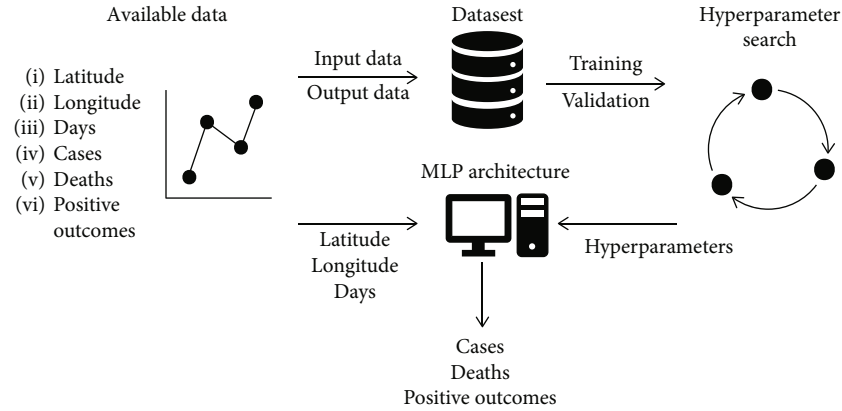 Available data
(i) Latitude
(ii) Longitude
(iii) Days
(iv) Cases
(v) Deaths
(vi) Positive
outcomes
Input data
Output data
Datasest
Training
Validation
Hyperparameter
search
Latitude
Longitude
Days
MLP architecture
Hyperparameters
Cases
Deaths
Positive outcomes